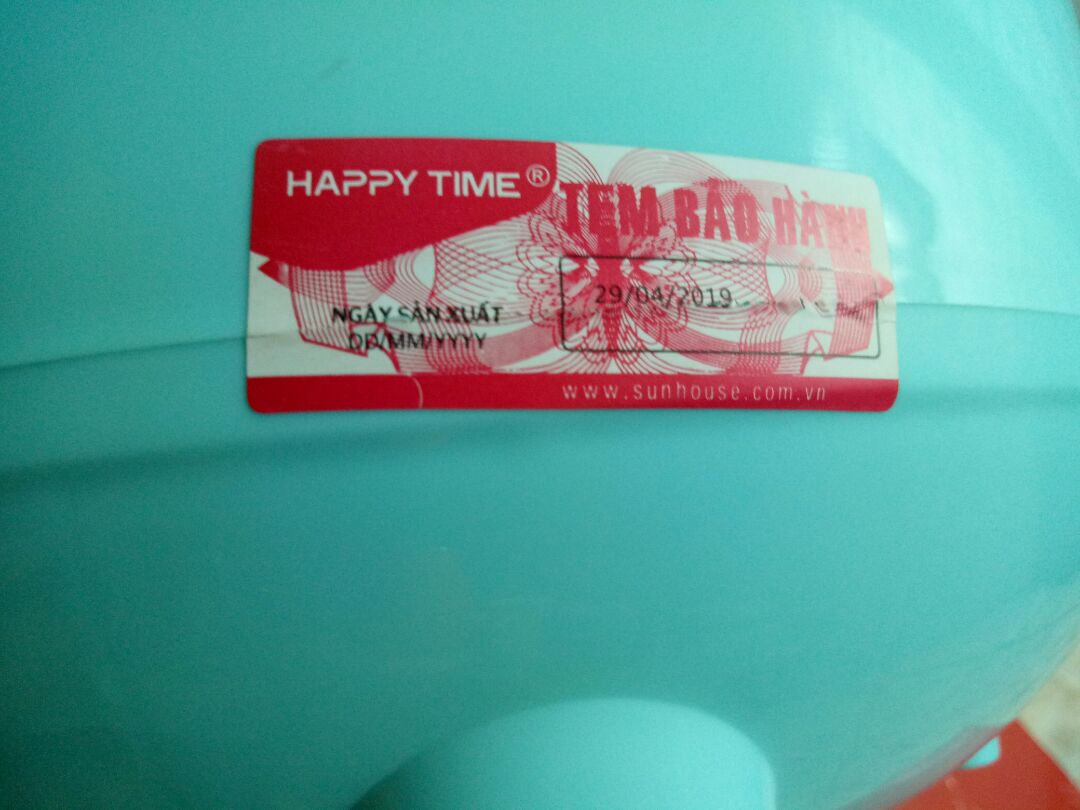 HAPPY TIME ®
TEM BẢO HÀNH
29/04/2019
NGÀY SẢN XUẤT
DD/MM/YYYY
www.sunhouse.com.vn